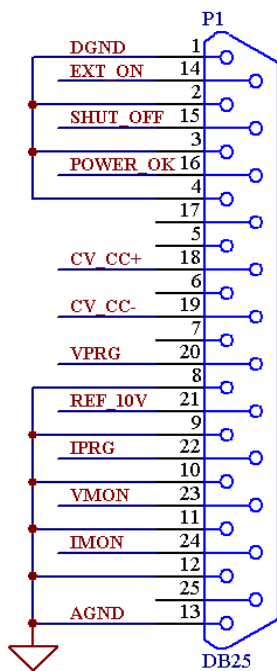 P1
DGND 1
EXT_ON 14
2
SHUT_OFF 15
3
POWER_OK 16
4
17
5
CV_CC+ 18
6
CV_CC- 19
7
VPRG 20
8
REF_10V 21
9
IPRG 22
10
VMON 23
11
IMON 24
12
25
AGND 13
DB25